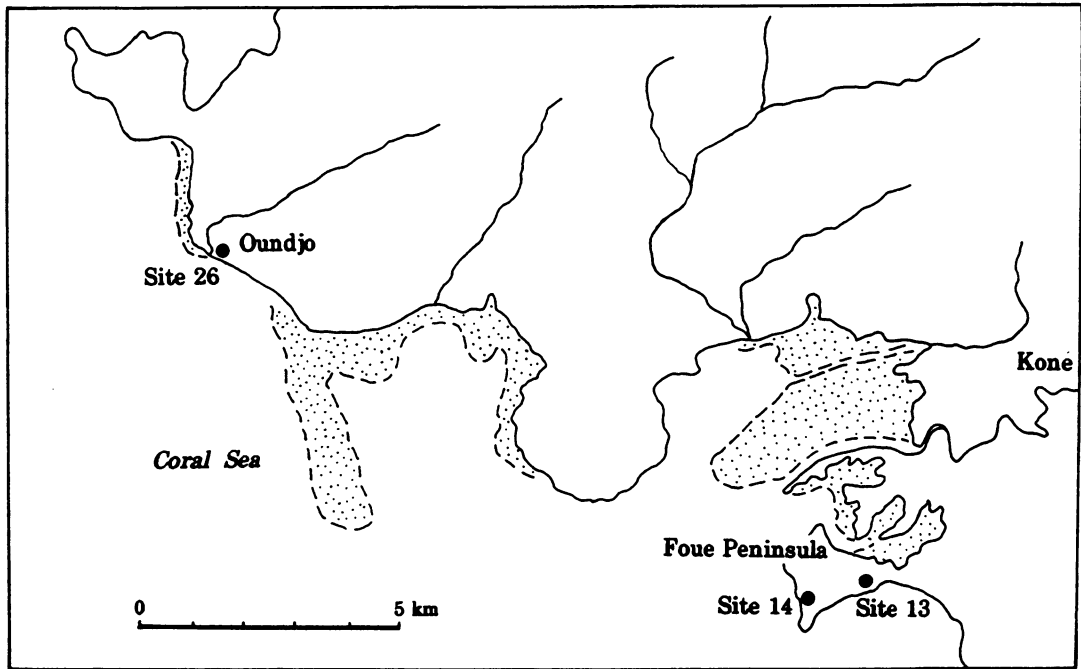 Oundjo
Site 26
Kone
Coral Sea
Foue Peninsula
Site 14
Site 13
0
5 km